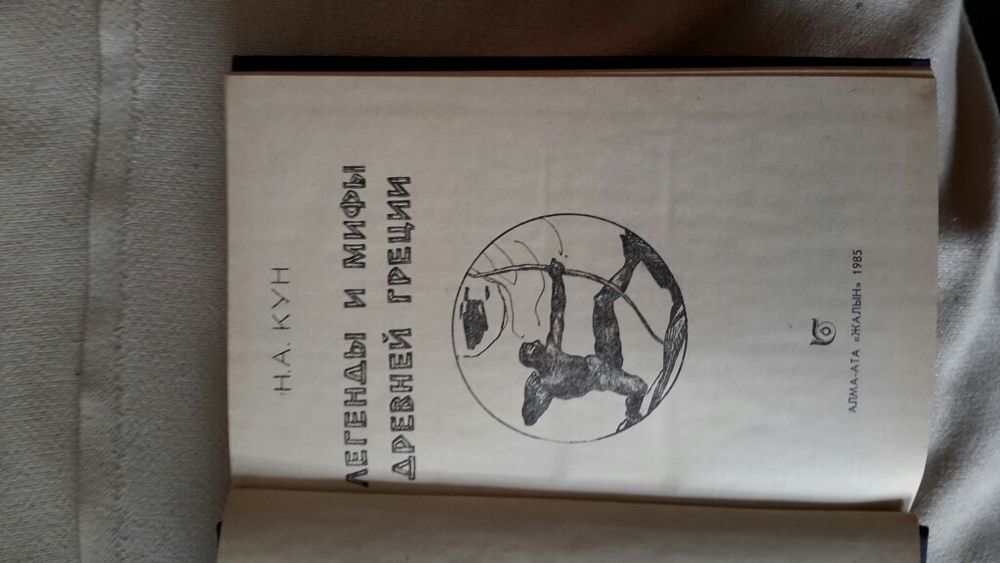 Н.А. КУН
ЛЕГЕНДЫ И МИФЫ
ДРЕВНЕЙ ГРЕЦИИ
АЛМА-АТА «ЖАЛЫН» 1985